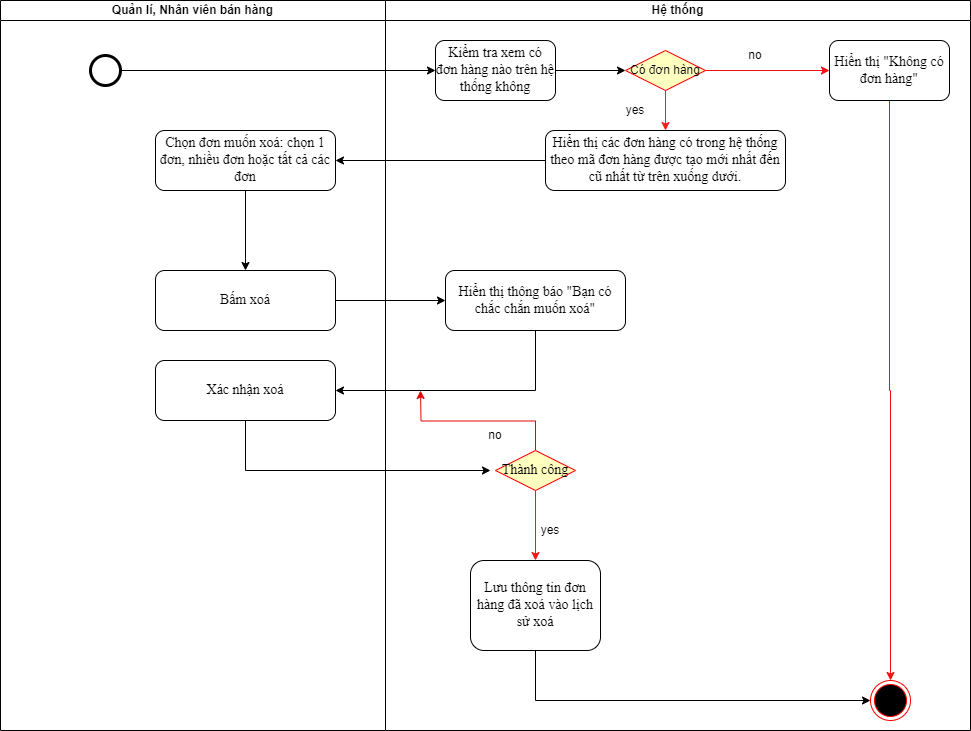 Quản lí, Nhân viên bán hàng
Hệ thống
Kiểm tra xem có
đơn hàng nào trên hệ
thống không
Có đơn hàng
no
Hiển thị "Không có
đơn hàng"
yes
Chọn đơn muốn xoá: chọn 1
đơn, nhiều đơn hoặc tất cả các
đơn
Hiển thị các đơn hàng có trong hệ thống
theo mã đơn hàng được tạo mới nhất đến
cũ nhất từ trên xuống dưới.
Bấm xoá
Hiển thị thông báo "Bạn có
chắc chắn muốn xoá"
Xác nhận xoá
no
Thành công
yes
Lưu thông tin đơn
hàng đã xoá vào lịch
sử xoá